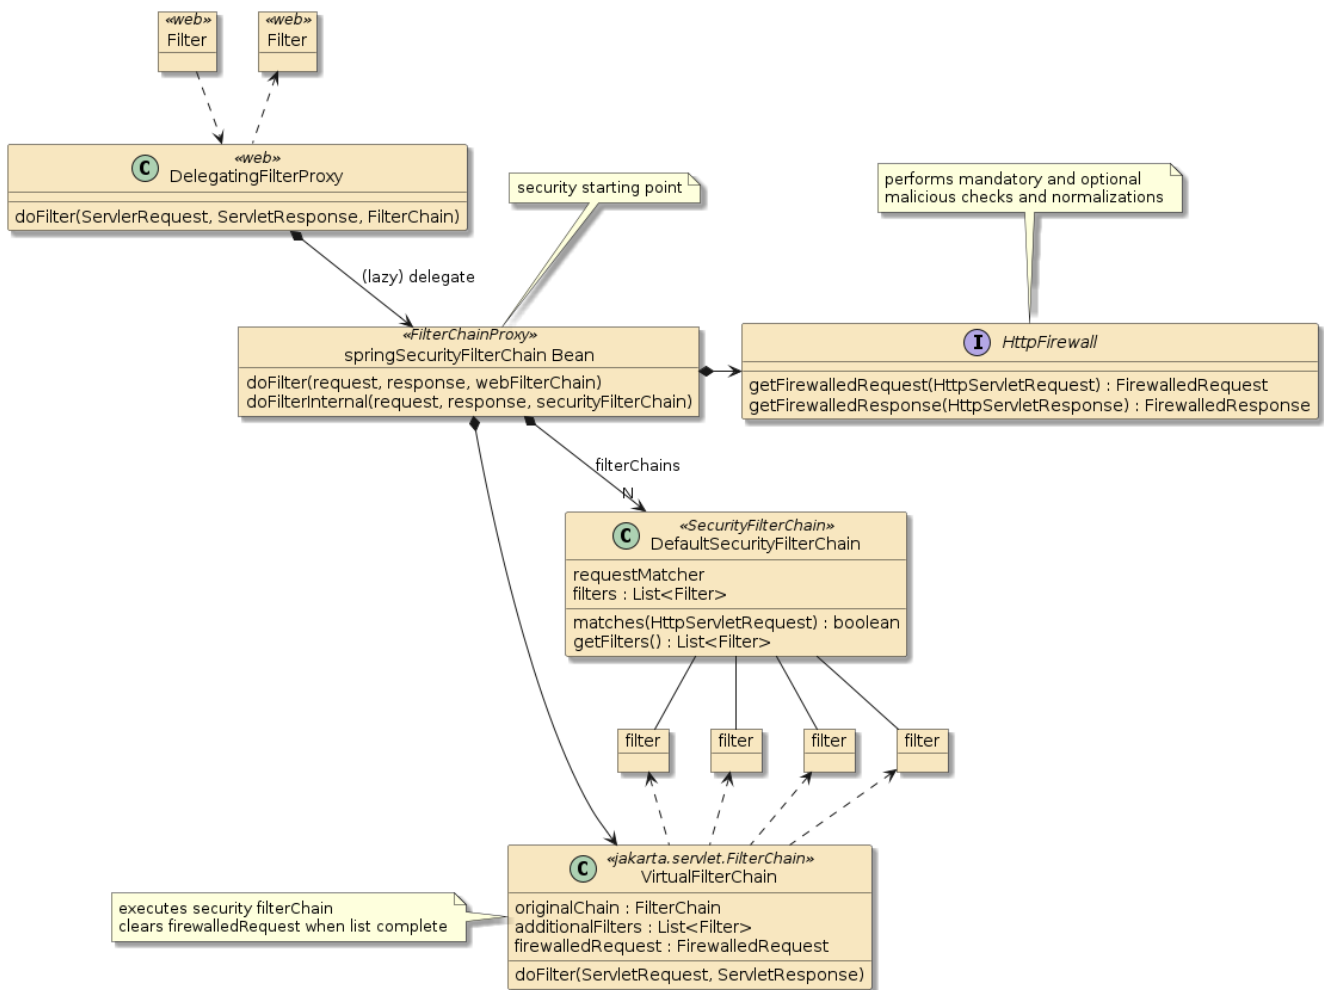 «web»
Filter
«web»
Filter
C
«web»
DelegatingFilterProxy
doFilter(ServlerRequest, ServletResponse, FilterChain)
security starting point
performs mandatory and optional
malicious checks and normalizations
(lazy) delegate
«FilterChainProxy»
springSecurityFilterChain Bean
doFilter(request, response, webFilterChain)
doFilterInternal(request, response, securityFilterChain)
I
HttpFirewall
getFirewalledRequest(HttpServletRequest) : FirewalledRequest
getFirewalledResponse(HttpServletResponse) : FirewalledResponse
filterChains
N
C
«SecurityFilterChain»
DefaultSecurityFilterChain
requestMatcher
filters : List<Filter>
matches(HttpServletRequest) : boolean
getFilters() : List<Filter>
filter
filter
filter
filter
C
«jakarta.servlet.FilterChain»
VirtualFilterChain
originalChain : FilterChain
additionalFilters : List<Filter>
firewalledRequest : FirewalledRequest
doFilter(ServletRequest, ServletResponse)
executes security filterChain
clears firewalledRequest when list complete